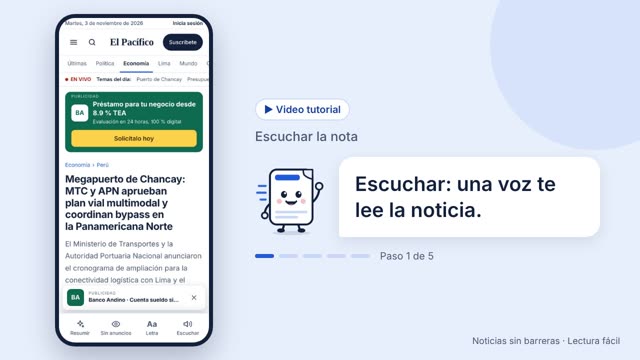 Martes, 3 de noviembre de 2026
Inicia sesión
El Pacífico
Suscríbete
Últimas Política Economía Lima Mundo
EN VIVO Temas del día: Puerto de Chancay
PUBLICIDAD
BA
Préstamo para tu negocio desde
8.9 % TEA
Evaluación en 24 horas, 100 % digital
Solicítalo hoy
Economía › Perú
Megapuerto de Chancay:
MTC y APN aprueban
plan vial multimodal y
coordinan bypass en
la Panamericana Norte
El Ministerio de Transportes y la
Autoridad Portuaria Nacional anunciaron
el cronograma de ampliación para la
conectividad logística con Lima y el
BA
PUBLICIDAD
Banco Andino · Cuenta sueldo si...
Resumir Sin anuncios Aa Letra Escuchar
Video tutorial
Escuchar la nota
Escuchar: una voz te
lee la noticia.
Paso 1 de 5
Noticias sin barreras · Lectura fácil